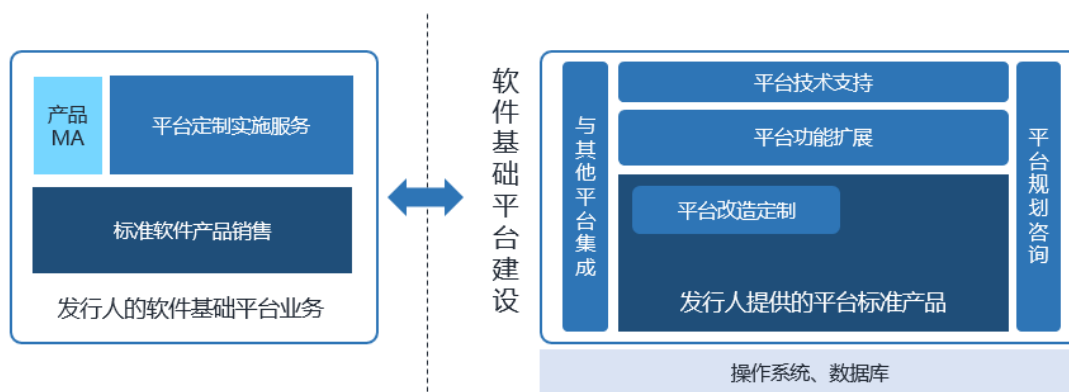 产品
MA
平台定制实施服务
标准软件产品销售
发行人的软件基础平台业务
软件基础平台建设
与其他平台集成
平台技术支持
平台功能扩展
平台改造定制
发行人提供的平台标准产品
平台规划咨询
操作系统、数据库